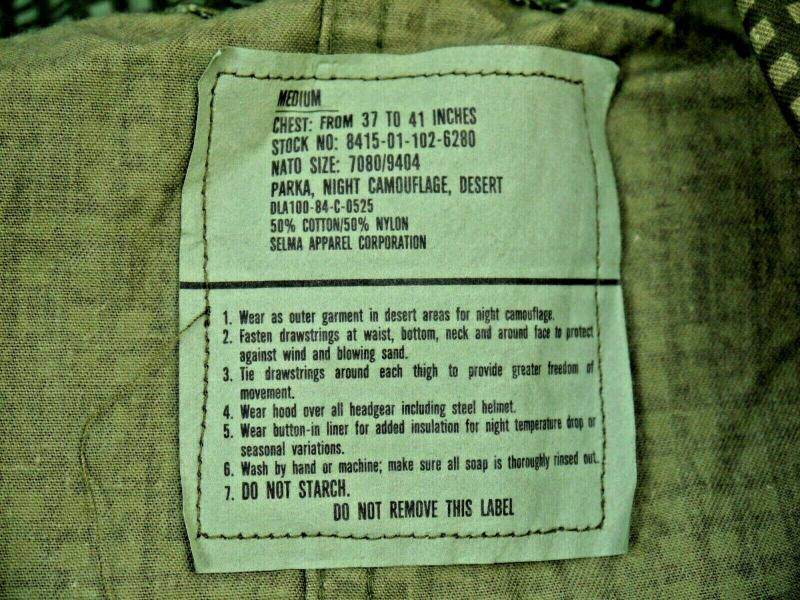 MEDIUM
CHEST: FROM 37 TO 41 INCHES
STOCK NO: 8415-01-102-6280
NATO SIZE: 7080/9404
PARKA, NIGHT CAMOUFLAGE, DESERT
DLA100-84-C-0525
50% COTTON/50% NYLON
SELMA APPAREL CORPORATION
1. Wear as outer garment in desert areas for night camouflage.
2. Fasten drawstrings at waist, bottom, neck and around face to protect
against wind and blowing sand.
3. Tie drawstrings around each thigh to provide greater freedom of
movement.
4. Wear hood over all headgear including steel helmet.
5. Wear button-in liner for added insulation for night temperature drop or
seasonal variations.
6. Wash by hand or machine; make sure all soap is thoroughly rinsed out.
7. DO NOT STARCH.
DO NOT REMOVE THIS LABEL